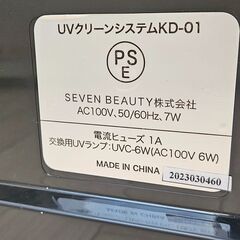 UVクリーンシステムKD-01
PS
E
SEVEN BEAUTY株式会社
AC100V、50/60Hz、7W
電流ヒューズ 1A
交換用UVランプ:UVC-6W(AC100V 6W)
MADE IN CHINA
2023030460